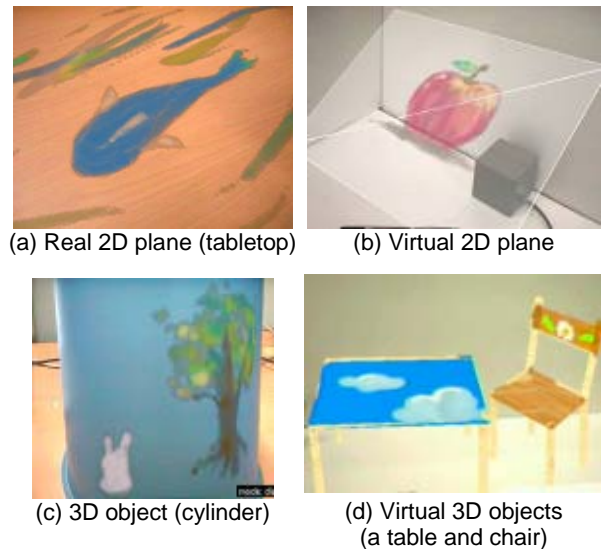 (a) Real 2D plane (tabletop)
(b) Virtual 2D plane
(c) 3D object (cylinder)
(d) Virtual 3D objects
(a table and chair)